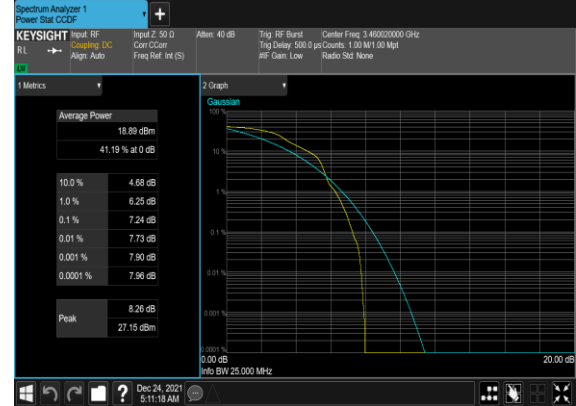 Spectrum Analyzer 1
Power Stat CCDF
+
KEYSIGHT
RL
Input: RF
Coupling: DC
Align: Auto
Input Z: 50 Ω
Corr CCorr
Freq Ref: Int (S)
Atten: 40 dB
Trig: RF Burst
Trig Delay: 500.0 µs
#IF Gain: Low
Center Freq: 3.460020000 GHz
Counts: 1.00 M/1.00 Mpt
Radio Std: None
1 Metrics
Average Power
18.89 dBm
41.19 % at 0 dB
10.0 % 4.68 dB
1.0 % 6.25 dB
0.1 % 7.24 dB
0.01 % 7.73 dB
0.001 % 7.90 dB
0.0001 % 7.96 dB
Peak
8.26 dB
27.15 dBm
2 Graph
Gaussian
100 %
10 %
1 %
0.1 %
0.01 %
0.001 %
0.0001 %
0.00 dB 20.00 dB
Info BW 25.000 MHz
?
Dec 24, 2021
5:11:18 AM